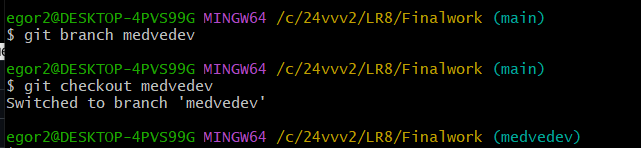 egor2@DESKTOP-4PVS99G MINGW64 /c/24vvv2/LR8/Finalwork (main)
$ git branch medvedev
egor2@DESKTOP-4PVS99G MINGW64 /c/24vvv2/LR8/Finalwork (main)
$ git checkout medvedev
Switched to branch 'medvedev'
egor2@DESKTOP-4PVS99G MINGW64 /c/24vvv2/LR8/Finalwork (medvedev)